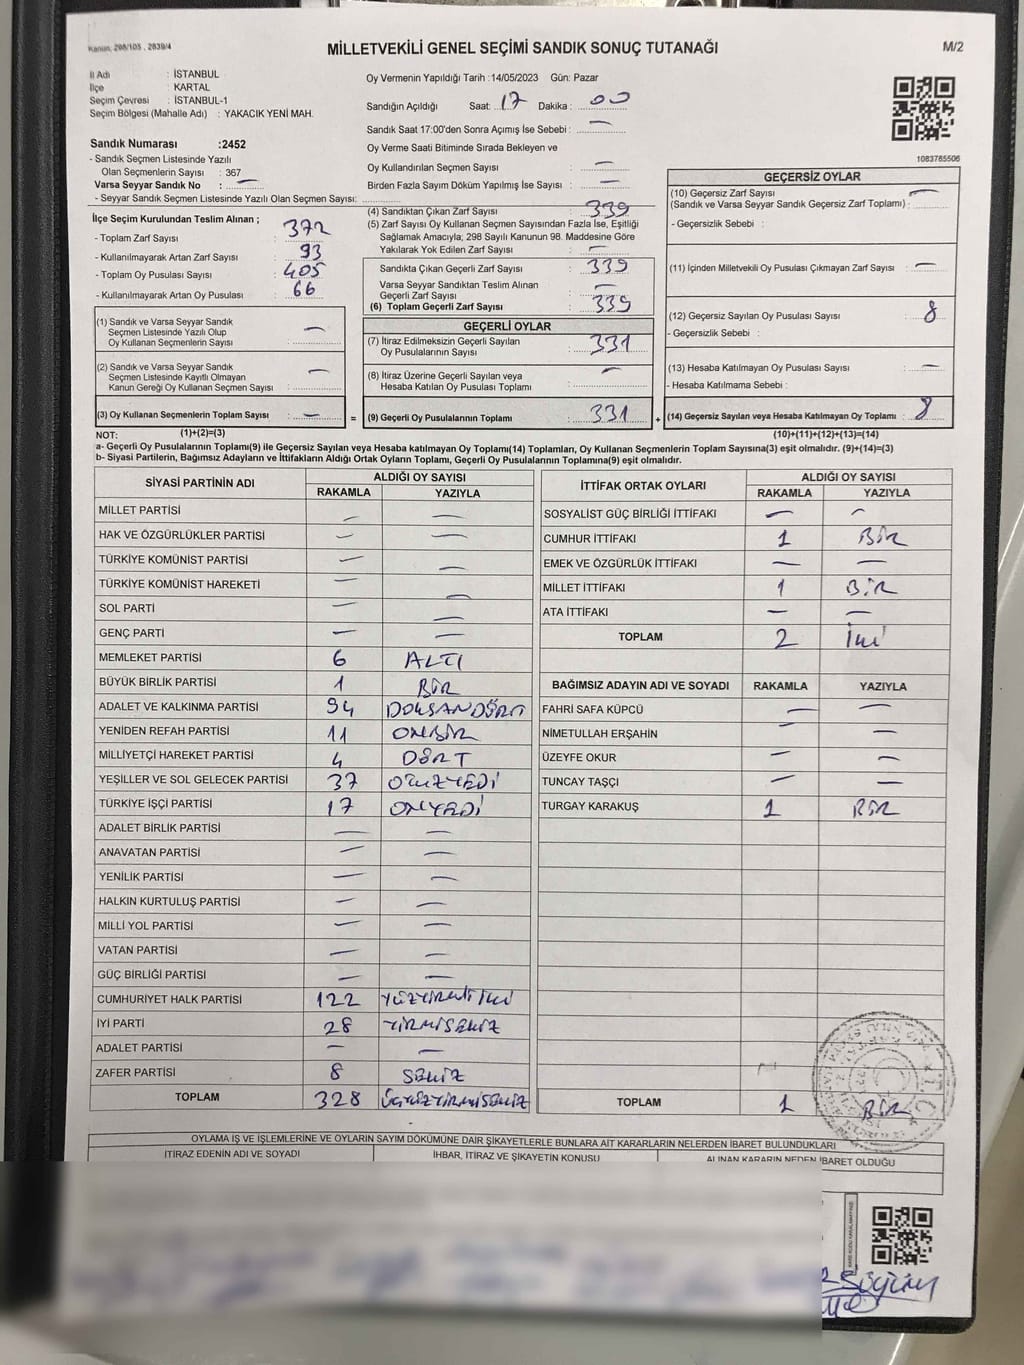 Kanun: 298/105 , 2839/4
MİLLETVEKİLİ GENEL SEÇİMİ SANDIK SONUÇ TUTANAĞI
M/2
İl Adı : İSTANBUL
İlçe : KARTAL
Seçim Çevresi : İSTANBUL-1
Seçim Bölgesi (Mahalle Adı) : YAKACIK YENİ MAH.
Oy Vermenin Yapıldığı Tarih :14/05/2023 Gün: Pazar
Sandığın Açıldığı Saat: 17 Dakika : 00
Sandık Saat 17:00'den Sonra Açımış İse Sebebi : —
Oy Verme Saati Bitiminde Sırada Bekleyen ve
Oy Kullandırılan Seçmen Sayısı : —
Birden Fazla Sayım Döküm Yapılmış İse Sayısı : —
1083765506
Sandık Numarası :2452
- Sandık Seçmen Listesinde Yazılı
Olan Seçmenlerin Sayısı : 367
Varsa Seyyar Sandık No : —
- Seyyar Sandık Seçmen Listesinde Yazılı Olan Seçmen Sayısı:
İlçe Seçim Kurulundan Teslim Alınan ;
- Toplam Zarf Sayısı : 372
- Kullanılmayarak Artan Zarf Sayısı : 93
- Toplam Oy Pusulası Sayısı : 405
- Kullanılmayarak Artan Oy Pusulası : 66
(4) Sandıktan Çıkan Zarf Sayısı : 339
(5) Zarf Sayısı Oy Kullanan Seçmen Sayısından Fazla İse, Eşitliği
Sağlamak Amacıyla; 298 Sayılı Kanunun 98. Maddesine Göre
Yakılarak Yok Edilen Zarf Sayısı : —
Sandıkta Çıkan Geçerli Zarf Sayısı : 339
Varsa Seyyar Sandıktan Teslim Alınan
Geçerli Zarf Sayısı : —
(6) Toplam Geçerli Zarf Sayısı : 339
GEÇERSİZ OYLAR
(10) Geçersiz Zarf Sayısı
(Sandık ve Varsa Seyyar Sandık Geçersiz Zarf Toplamı) : —
- Geçersizlik Sebebi :
(11) İçinden Milletvekili Oy Pusulası Çıkmayan Zarf Sayısı : —
(12) Geçersiz Sayılan Oy Pusulası Sayısı : 8
- Geçersizlik Sebebi :
(13) Hesaba Katılmayan Oy Pusulası Sayısı : —
- Hesaba Katılmama Sebebi :
(14) Geçersiz Sayılan veya Hesaba Katılmayan Oy Toplamı : 8
(10)+(11)+(12)+(13)=(14)
(1) Sandık ve Varsa Seyyar Sandık
Seçmen Listesinde Yazılı Olup
Oy Kullanan Seçmenlerin Sayısı : —
(2) Sandık ve Varsa Seyyar Sandık
Seçmen Listesinde Kayıtlı Olmayan
Kanun Gereği Oy Kullanan Seçmen Sayısı : —
(3) Oy Kullanan Seçmenlerin Toplam Sayısı : — =
(1)+(2)=(3)
GEÇERLİ OYLAR
(7) İtiraz Edilmeksizin Geçerli Sayılan
Oy Pusulalarının Sayısı : 331
(8) İtiraz Üzerine Geçerli Sayılan veya
Hesaba Katılan Oy Pusulası Toplamı : —
(9) Geçerli Oy Pusulalarının Toplamı : 331 +
NOT:
a- Geçerli Oy Pusulalarının Toplamı(9) ile Geçersiz Sayılan veya Hesaba katılmayan Oy Toplamı(14) Toplamları, Oy Kullanan Seçmenlerin Toplam Sayısına(3) eşit olmalıdır. (9)+(14)=(3)
b- Siyasi Partilerin, Bağımsız Adayların ve İttifakların Aldığı Ortak Oyların Toplamı, Geçerli Oy Pusulalarının Toplamına(9) eşit olmalıdır.
SİYASİ PARTİNİN ADI ALDIĞI OY SAYISI
RAKAMLA YAZIYLA
MİLLET PARTİSİ — —
HAK VE ÖZGÜRLÜKLER PARTİSİ — —
TÜRKİYE KOMÜNİST PARTİSİ — —
TÜRKİYE KOMÜNİST HAREKETİ — —
SOL PARTİ — —
GENÇ PARTİ — —
MEMLEKET PARTİSİ 6 ALTI
BÜYÜK BİRLİK PARTİSİ 1 BİR
ADALET VE KALKINMA PARTİSİ 94 DOKSANDÖRT
YENİDEN REFAH PARTİSİ 11 ONBİR
MİLLİYETÇİ HAREKET PARTİSİ 4 DÖRT
YEŞİLLER VE SOL GELECEK PARTİSİ 37 OTUZYEDİ
TÜRKİYE İŞÇİ PARTİSİ 17 ONYEDİ
ADALET BİRLİK PARTİSİ — —
ANAVATAN PARTİSİ — —
YENİLİK PARTİSİ — —
HALKIN KURTULUŞ PARTİSİ — —
MİLLİ YOL PARTİSİ — —
VATAN PARTİSİ — —
GÜÇ BİRLİĞİ PARTİSİ — —
CUMHURİYET HALK PARTİSİ 122 YÜZYİRMİİKİ
İYİ PARTİ 28 YİRMİSEKİZ
ADALET PARTİSİ — —
ZAFER PARTİSİ 8 SEKİZ
TOPLAM 328 ÜÇYÜZYİRMİSEKİZ
İTTİFAK ORTAK OYLARI ALDIĞI OY SAYISI
RAKAMLA YAZIYLA
SOSYALİST GÜÇ BİRLİĞİ İTTİFAKI — —
CUMHUR İTTİFAKI 1 BİR
EMEK VE ÖZGÜRLÜK İTTİFAKI — —
MİLLET İTTİFAKI 1 BİR
ATA İTTİFAKI — —
TOPLAM 2 İki
BAĞIMSIZ ADAYIN ADI VE SOYADI RAKAMLA YAZIYLA
FAHRİ SAFA KÜPCÜ — —
NİMETULLAH ERŞAHİN — —
ÜZEYFE OKUR — —
TUNCAY TAŞÇI — —
TURGAY KARAKUŞ 1 BİR
TOPLAM 1 BİR
OYLAMA İŞ VE İŞLEMLERİNE VE OYLARIN SAYIM DÖKÜMÜNE DAİR ŞİKAYETLERLE BUNLARA AİT KARARLARIN NELERDEN İBARET BULUNDUKLARI
İTİRAZ EDENİN ADI VE SOYADI İHBAR, İTİRAZ VE ŞİKAYETİN KONUSU ALINAN KARARIN NEDEN İBARET OLDUĞU